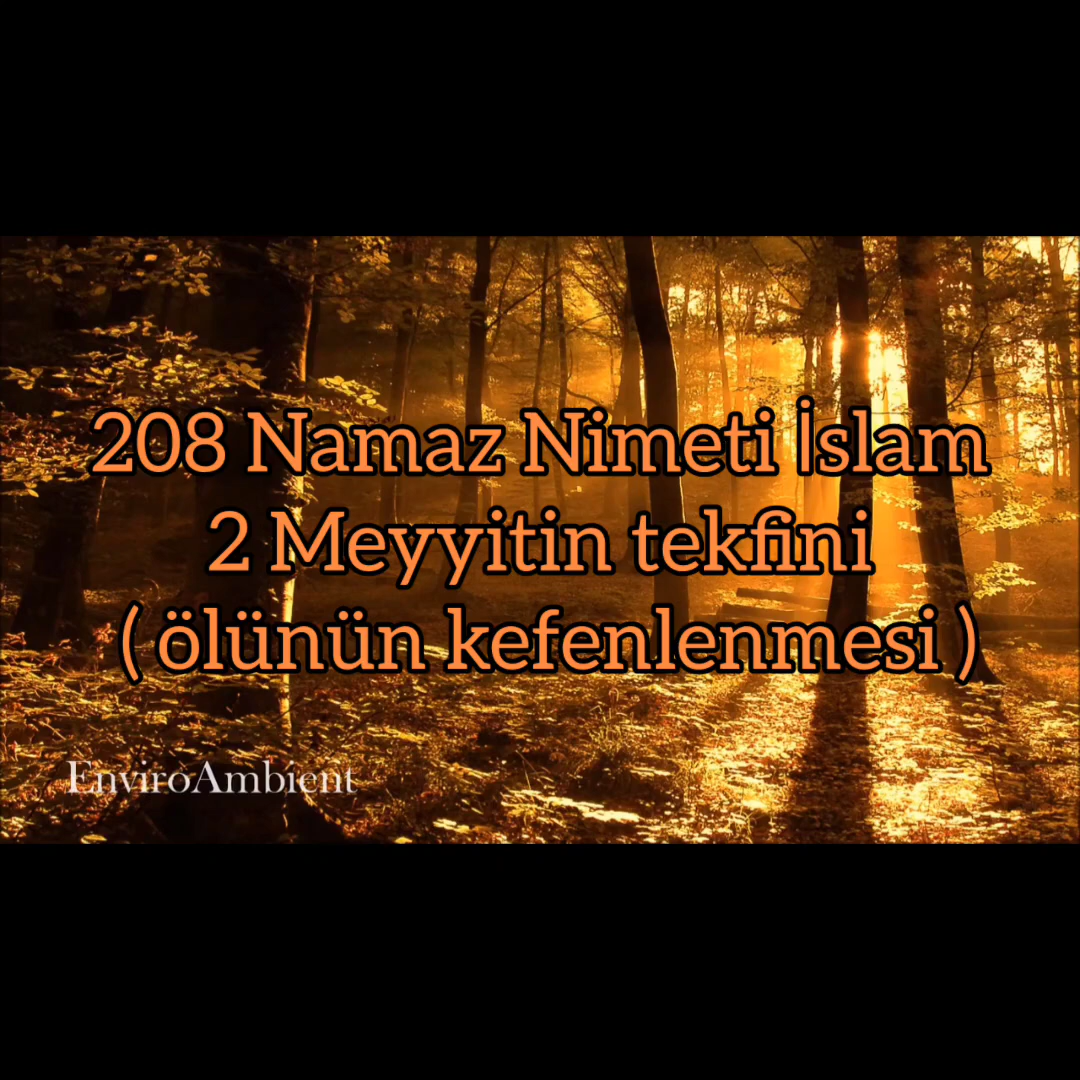 208 Namaz Nimeti İslam
2 Meyyitin tekfini
( ölünün kefenlenmesi )
EnviroAmbient